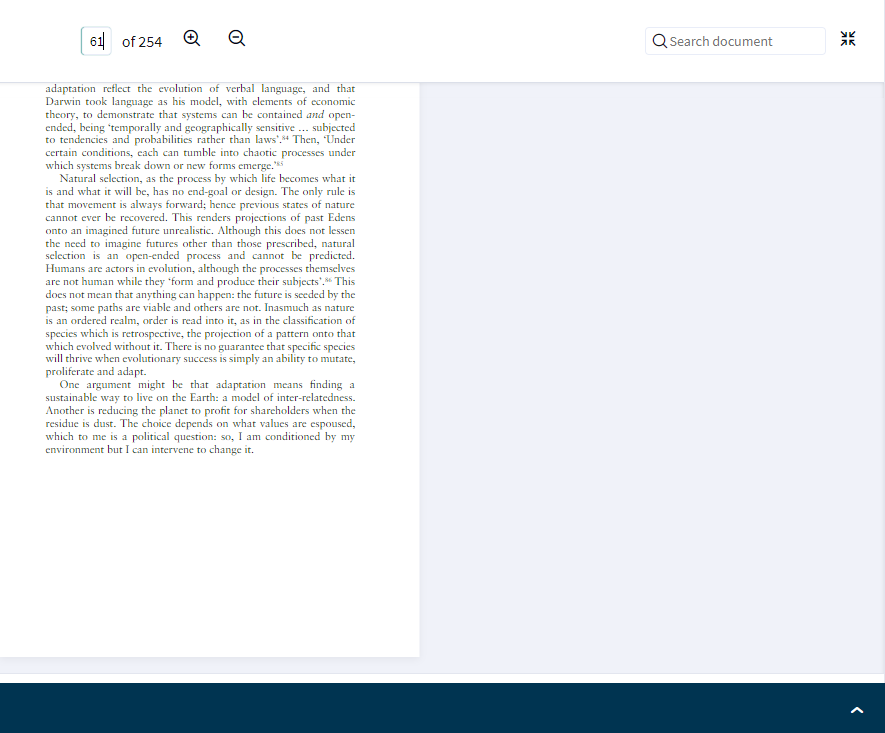 61 of 254
Search document
adaptation reflect the evolution of verbal language, and that
Darwin took language as his model, with elements of economic
theory, to demonstrate that systems can be contained and open-
ended, being ‘temporally and geographically sensitive … subjected
to tendencies and probabilities rather than laws’.⁸⁴ Then, ‘Under
certain conditions, each can tumble into chaotic processes under
which systems break down or new forms emerge.’⁸⁵
Natural selection, as the process by which life becomes what it
is and what it will be, has no end-goal or design. The only rule is
that movement is always forward; hence previous states of nature
cannot ever be recovered. This renders projections of past Edens
onto an imagined future unrealistic. Although this does not lessen
the need to imagine futures other than those prescribed, natural
selection is an open-ended process and cannot be predicted.
Humans are actors in evolution, although the processes themselves
are not human while they ‘form and produce their subjects’.⁸⁶ This
does not mean that anything can happen: the future is seeded by the
past; some paths are viable and others are not. Inasmuch as nature
is an ordered realm, order is read into it, as in the classification of
species which is retrospective, the projection of a pattern onto that
which evolved without it. There is no guarantee that specific species
will thrive when evolutionary success is simply an ability to mutate,
proliferate and adapt.
One argument might be that adaptation means finding a
sustainable way to live on the Earth: a model of inter-relatedness.
Another is reducing the planet to profit for shareholders when the
residue is dust. The choice depends on what values are espoused,
which to me is a political question: so, I am conditioned by my
environment but I can intervene to change it.